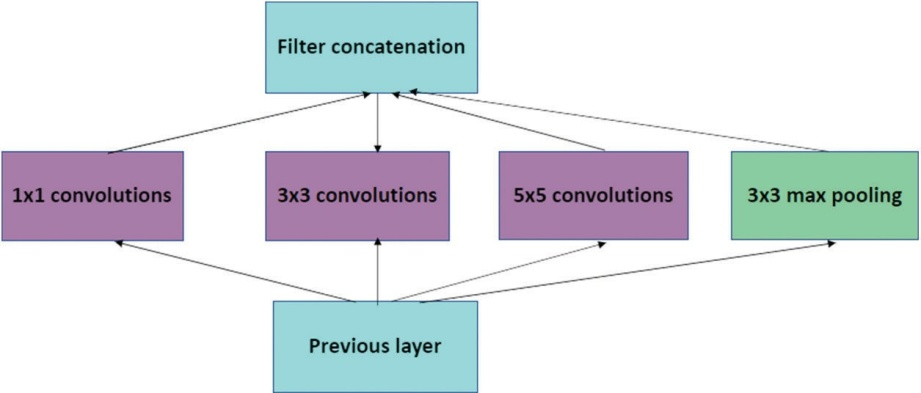 Filter concatenation
1x1 convolutions
3x3 convolutions
5x5 convolutions
3x3 max pooling
Previous layer